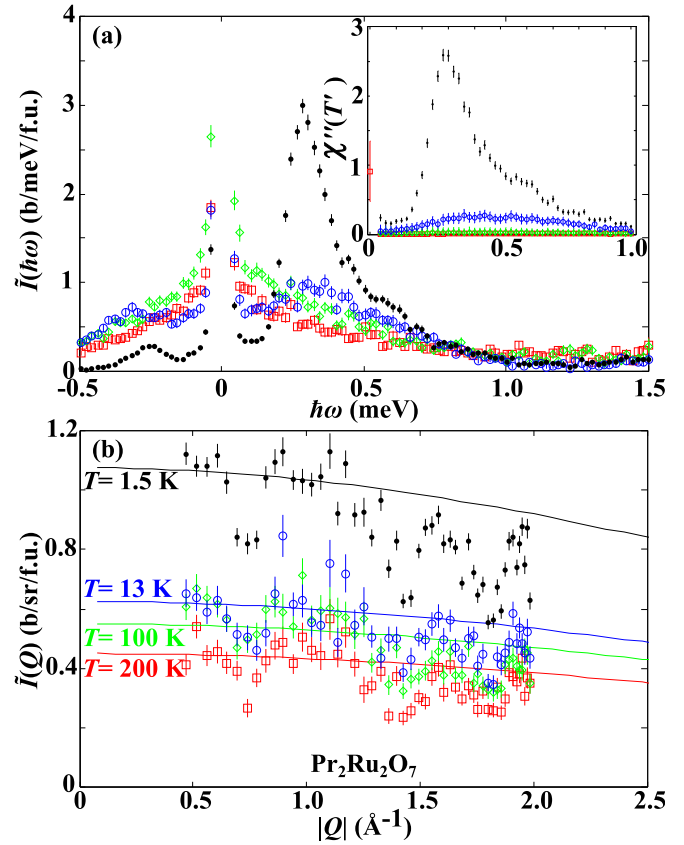 (a)
4
3
2
1
0
Ĩ(ħω) (b/meV/f.u.)
-0.5
0
0.5
1.0
1.5
ħω (meV)
3
2
1
0
χ''(T')
0
0.5
1.0
(b)
1.2
0.8
0.4
0
Ĩ(Q) (b/sr/f.u.)
T= 1.5 K
T= 13 K
T= 100 K
T= 200 K
Pr₂Ru₂O₇
0
0.5
1.0
1.5
2.0
2.5
|Q| (Å⁻¹)